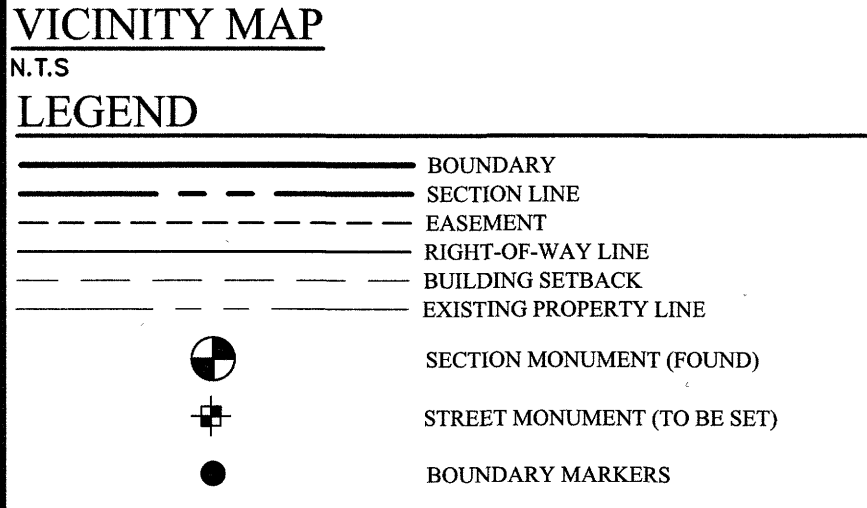 VICINITY MAP
N.T.S
LEGEND
BOUNDARY
SECTION LINE
EASEMENT
RIGHT-OF-WAY LINE
BUILDING SETBACK
EXISTING PROPERTY LINE
SECTION MONUMENT (FOUND)
STREET MONUMENT (TO BE SET)
BOUNDARY MARKERS